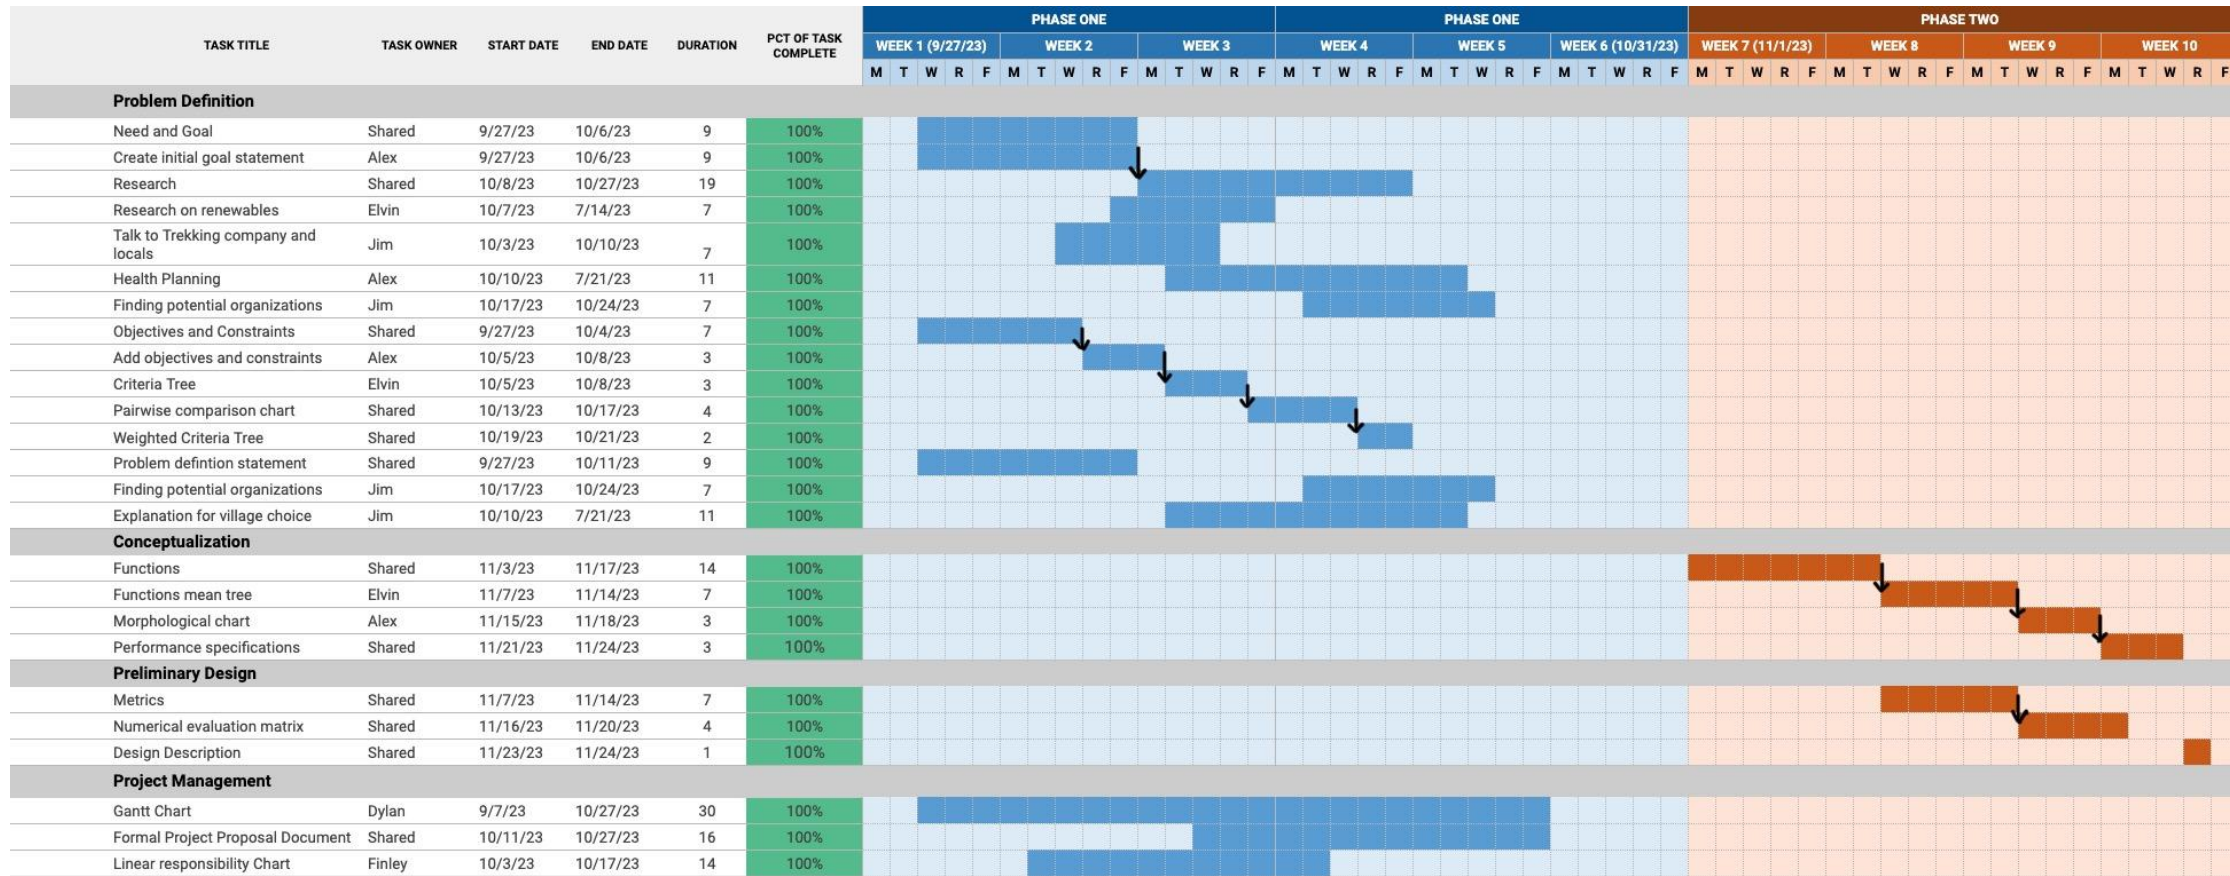 PHASE ONE PHASE ONE PHASE TWO
TASK TITLE TASK OWNER START DATE END DATE DURATION PCT OF TASK COMPLETE WEEK 1 (9/27/23) WEEK 2 WEEK 3 WEEK 4 WEEK 5 WEEK 6 (10/31/23) WEEK 7 (11/1/23) WEEK 8 WEEK 9 WEEK 10
M T W R F M T W R F M T W R F M T W R F M T W R F M T W R F M T W R F M T W R F M T W R F M T W R F
Problem Definition
Need and Goal Shared 9/27/23 10/6/23 9 100%
Create initial goal statement Alex 9/27/23 10/6/23 9 100%
Research Shared 10/8/23 10/27/23 19 100%
Research on renewables Elvin 10/7/23 7/14/23 7 100%
Talk to Trekking company and
locals Jim 10/3/23 10/10/23 7 100%
Health Planning Alex 10/10/23 7/21/23 11 100%
Finding potential organizations Jim 10/17/23 10/24/23 7 100%
Objectives and Constraints Shared 9/27/23 10/4/23 7 100%
Add objectives and constraints Alex 10/5/23 10/8/23 3 100%
Criteria Tree Elvin 10/5/23 10/8/23 3 100%
Pairwise comparison chart Shared 10/13/23 10/17/23 4 100%
Weighted Criteria Tree Shared 10/19/23 10/21/23 2 100%
Problem defintion statement Shared 9/27/23 10/11/23 9 100%
Finding potential organizations Jim 10/17/23 10/24/23 7 100%
Explanation for village choice Jim 10/10/23 7/21/23 11 100%
Conceptualization
Functions Shared 11/3/23 11/17/23 14 100%
Functions mean tree Elvin 11/7/23 11/14/23 7 100%
Morphological chart Alex 11/15/23 11/18/23 3 100%
Performance specifications Shared 11/21/23 11/24/23 3 100%
Preliminary Design
Metrics Shared 11/7/23 11/14/23 7 100%
Numerical evaluation matrix Shared 11/16/23 11/20/23 4 100%
Design Description Shared 11/23/23 11/24/23 1 100%
Project Management
Gantt Chart Dylan 9/7/23 10/27/23 30 100%
Formal Project Proposal Document Shared 10/11/23 10/27/23 16 100%
Linear responsibility Chart Finley 10/3/23 10/17/23 14 100%